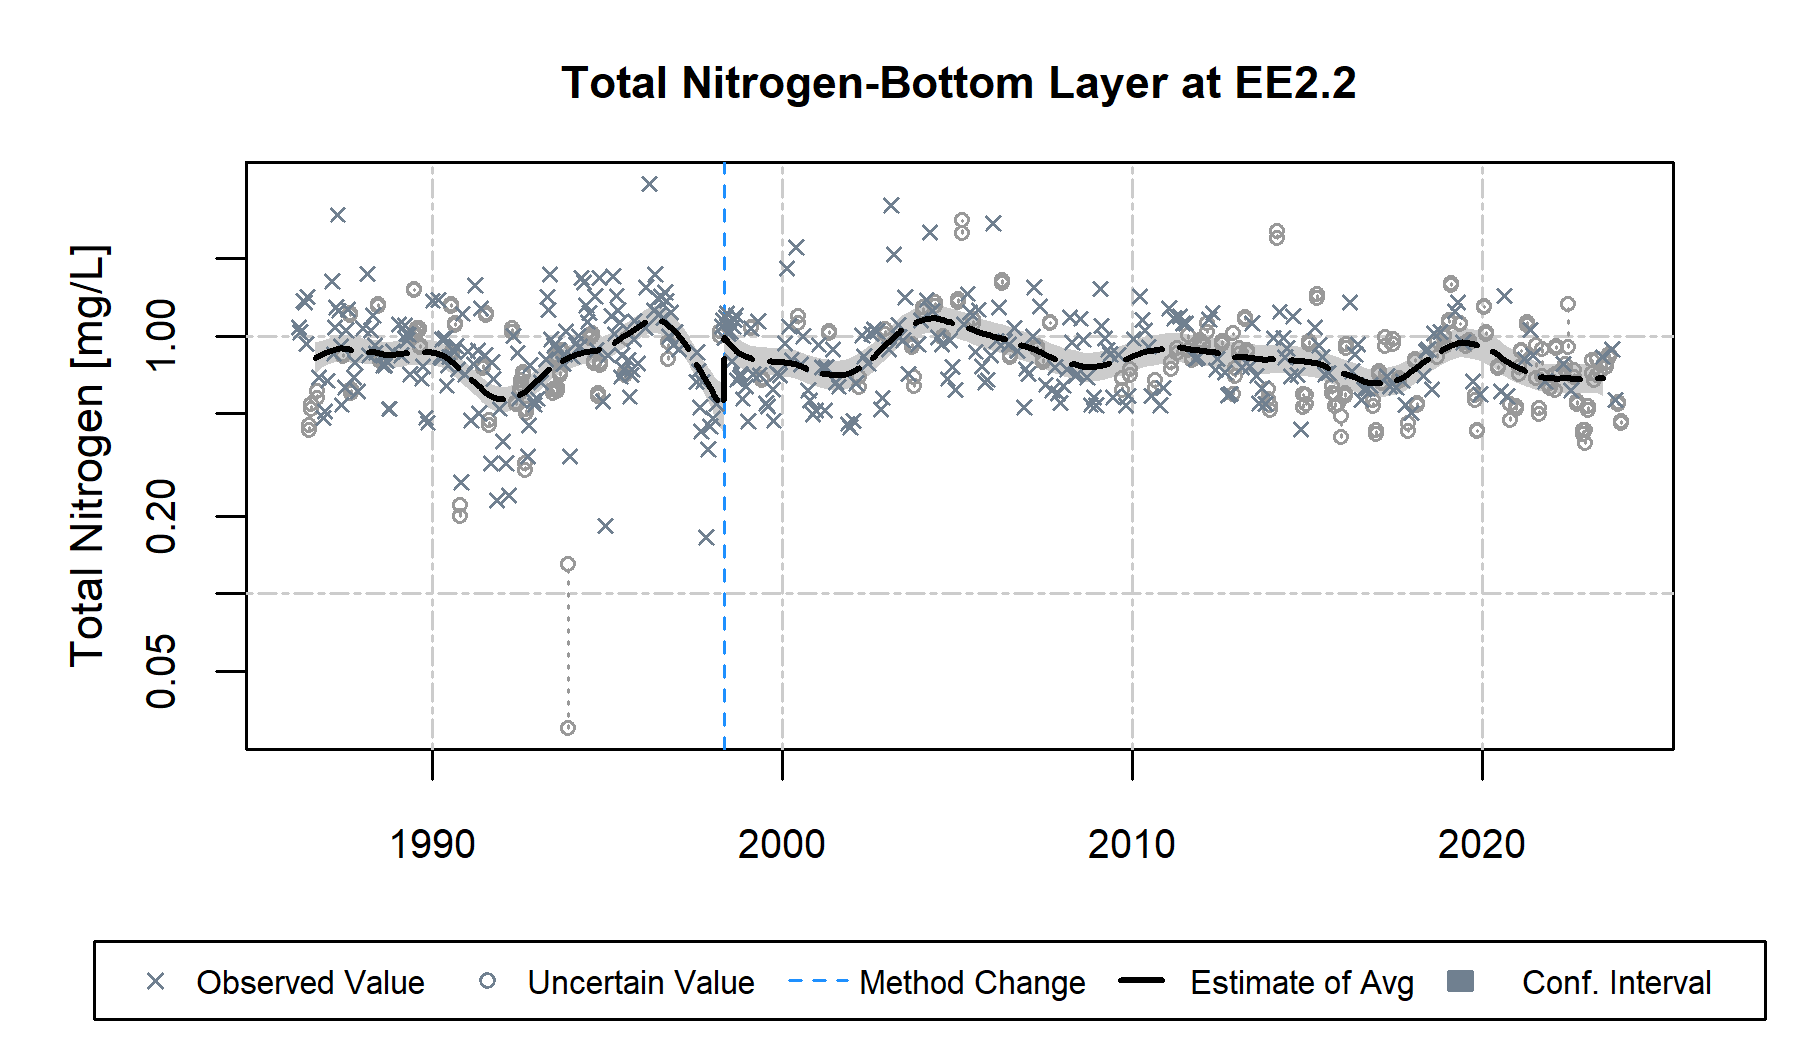 Total Nitrogen-Bottom Layer at EE2.2
Total Nitrogen [mg/L]
1.00
0.20
0.05
1990 2000 2010 2020
Observed Value Uncertain Value Method Change Estimate of Avg Conf. Interval